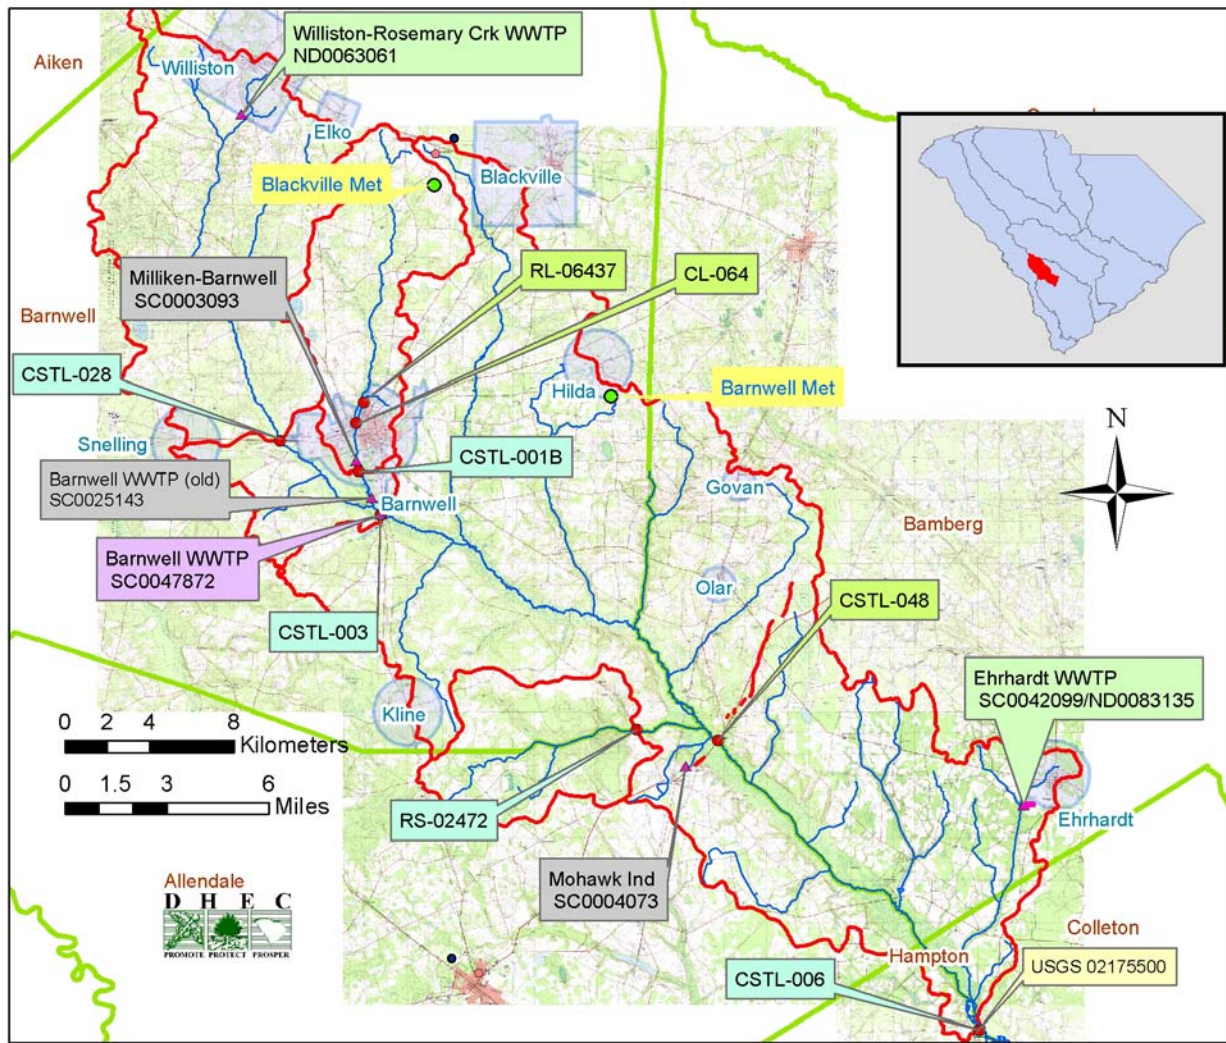 Williston-Rosemary Crk WWTP
ND0063061
Aiken
Williston
Elko
Blackville Met
Blackville
Milliken-Barnwell
SC0003093
RL-06437
CL-064
Barnwell
CSTL-028
Hilda
Barnwell Met
Snelling
CSTL-001B
Barnwell WWTP (old)
SC0025143
Barnwell
Govan
Bamberg
N
Barnwell WWTP
SC0047872
Olar
CSTL-048
CSTL-003
Ehrhardt WWTP
SC0042099/ND0083135
Kline
0 2 4 8
Kilometers
0 1.5 3 6
Miles
RS-02472
Ehrhardt
Mohawk Ind
SC0004073
Allendale
D H E C
PROMOTE PROTECT PROSPER
Colleton
Hampton
USGS 02175500
CSTL-006